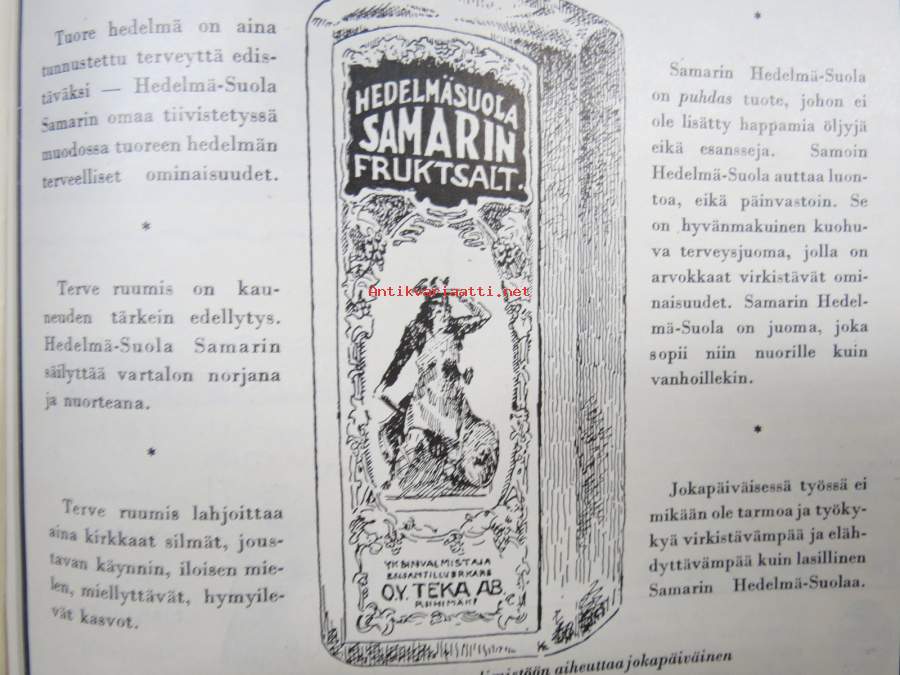 Tuore hedelmä on aina
tunnustettu terveyttä edis-
täväksi — Hedelmä-Suola
Samarin omaa tiivistetyssä
muodossa tuoreen hedelmän
terveelliset ominaisuudet.
*
Terve ruumis on kau-
neuden tärkein edellytys.
Hedelmä-Suola Samarin
säilyttää vartalon norjana
ja nuorteana.
*
Terve ruumis lahjoittaa
aina kirkkaat silmät, jous-
tavan käynnin, iloisen mie-
len, miellyttävät, hymyile-
vät kasvot.
HEDELMÄSUOLA
SAMARIN
FRUKTSALT.
Antikvariaatti.net
YKSINVALMISTAJA
ENSAMTILLVERKARE
O.Y. TEKA AB.
RIIHIMÄKI
*
Samarin Hedelmä-Suola
on puhdas tuote, johon ei
ole lisätty happamia öljyjä
eikä esansseja. Samoin
Hedelmä-Suola auttaa luon-
toa, eikä päinvastoin. Se
on hyvänmakuinen kuohu-
va terveysjuoma, jolla on
arvokkaat virkistävät omi-
naisuudet. Samarin Hedel-
mä-Suola on juoma, joka
sopii niin nuorille kuin
vanhoillekin.
*
Jokapäiväisessä työssä ei
mikään ole tarmoa ja työky-
kyä virkistävämpää ja eläh-
dyttävämpää kuin lasillinen
Samarin Hedelmä-Suolaa.
aiheuttaa jokapäiväinen